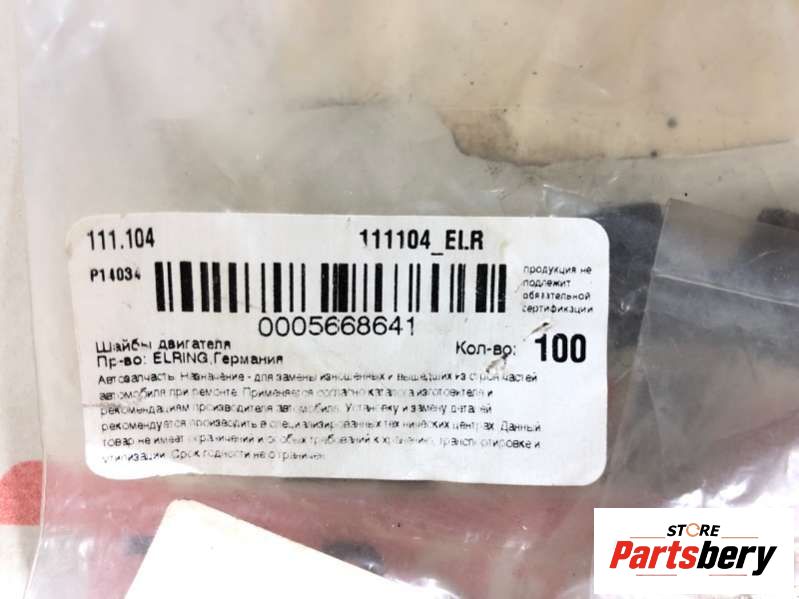 111.104 111104_ELR
P14034
продукция не
подлежит
обязательной
сертификации
0005668641
Шайбы двигателя
Пр-во: ELRING,Германия
Кол-во: 100
Автозапчасть. Назначение - для замены изношенных и вышедших из строя частей
автомобиля при ремонте. Применяется согласно каталога изготовителя и
рекомендациям производителя автомобиля. Установку и замену деталей
рекомендуется производить в специализированных технических центрах. Данный
товар не имеет ограничений и особых требований к хранению, транспортировке и
утилизации. Срок годности не ограничен.
STORE
Partsbery